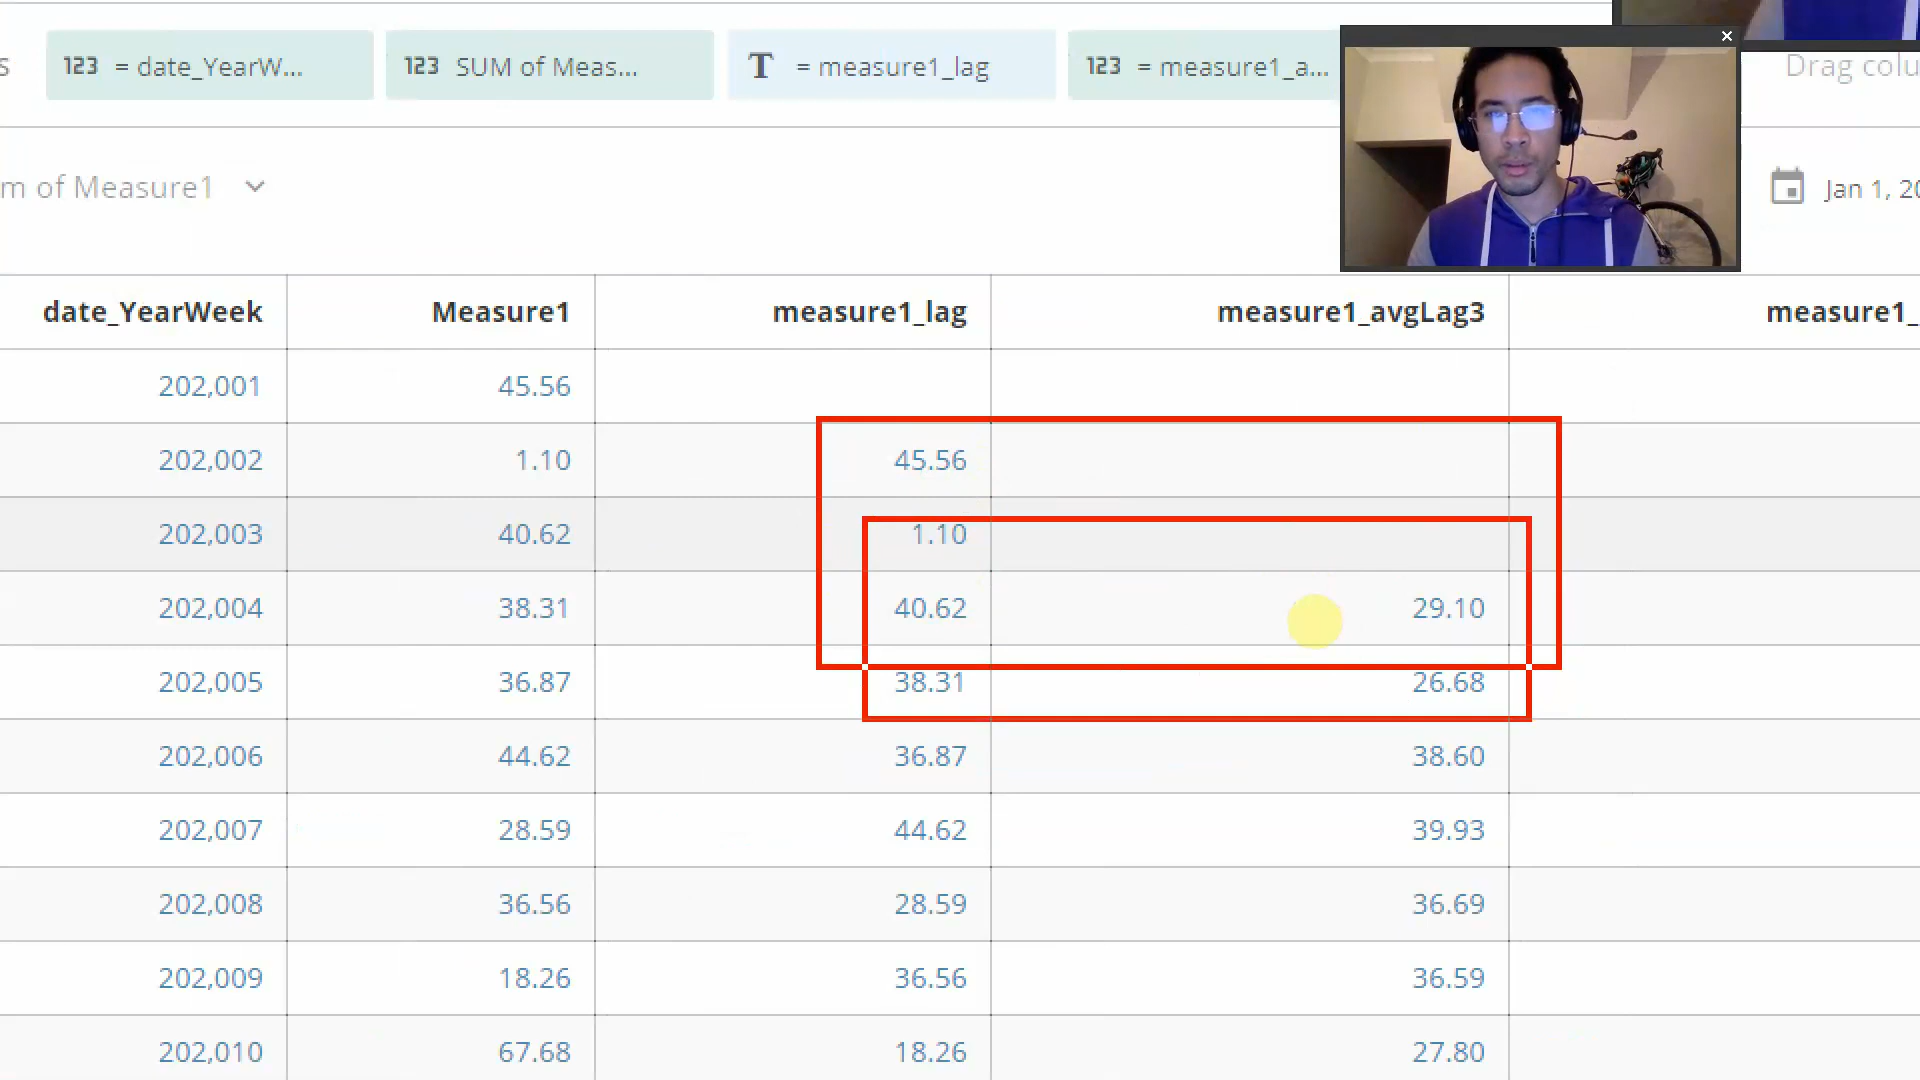 s 123 = date_YearW... 123 SUM of Meas... T = measure1_lag 123 = measure1_a... Drag colu
m of Measure1 Jan 1, 20
date_YearWeek Measure1 measure1_lag measure1_avgLag3 measure1_
202,001 45.56
202,002 1.10 45.56
202,003 40.62 1.10
202,004 38.31 40.62 29.10
202,005 36.87 38.31 26.68
202,006 44.62 36.87 38.60
202,007 28.59 44.62 39.93
202,008 36.56 28.59 36.69
202,009 18.26 36.56 36.59
202,010 67.68 18.26 27.80